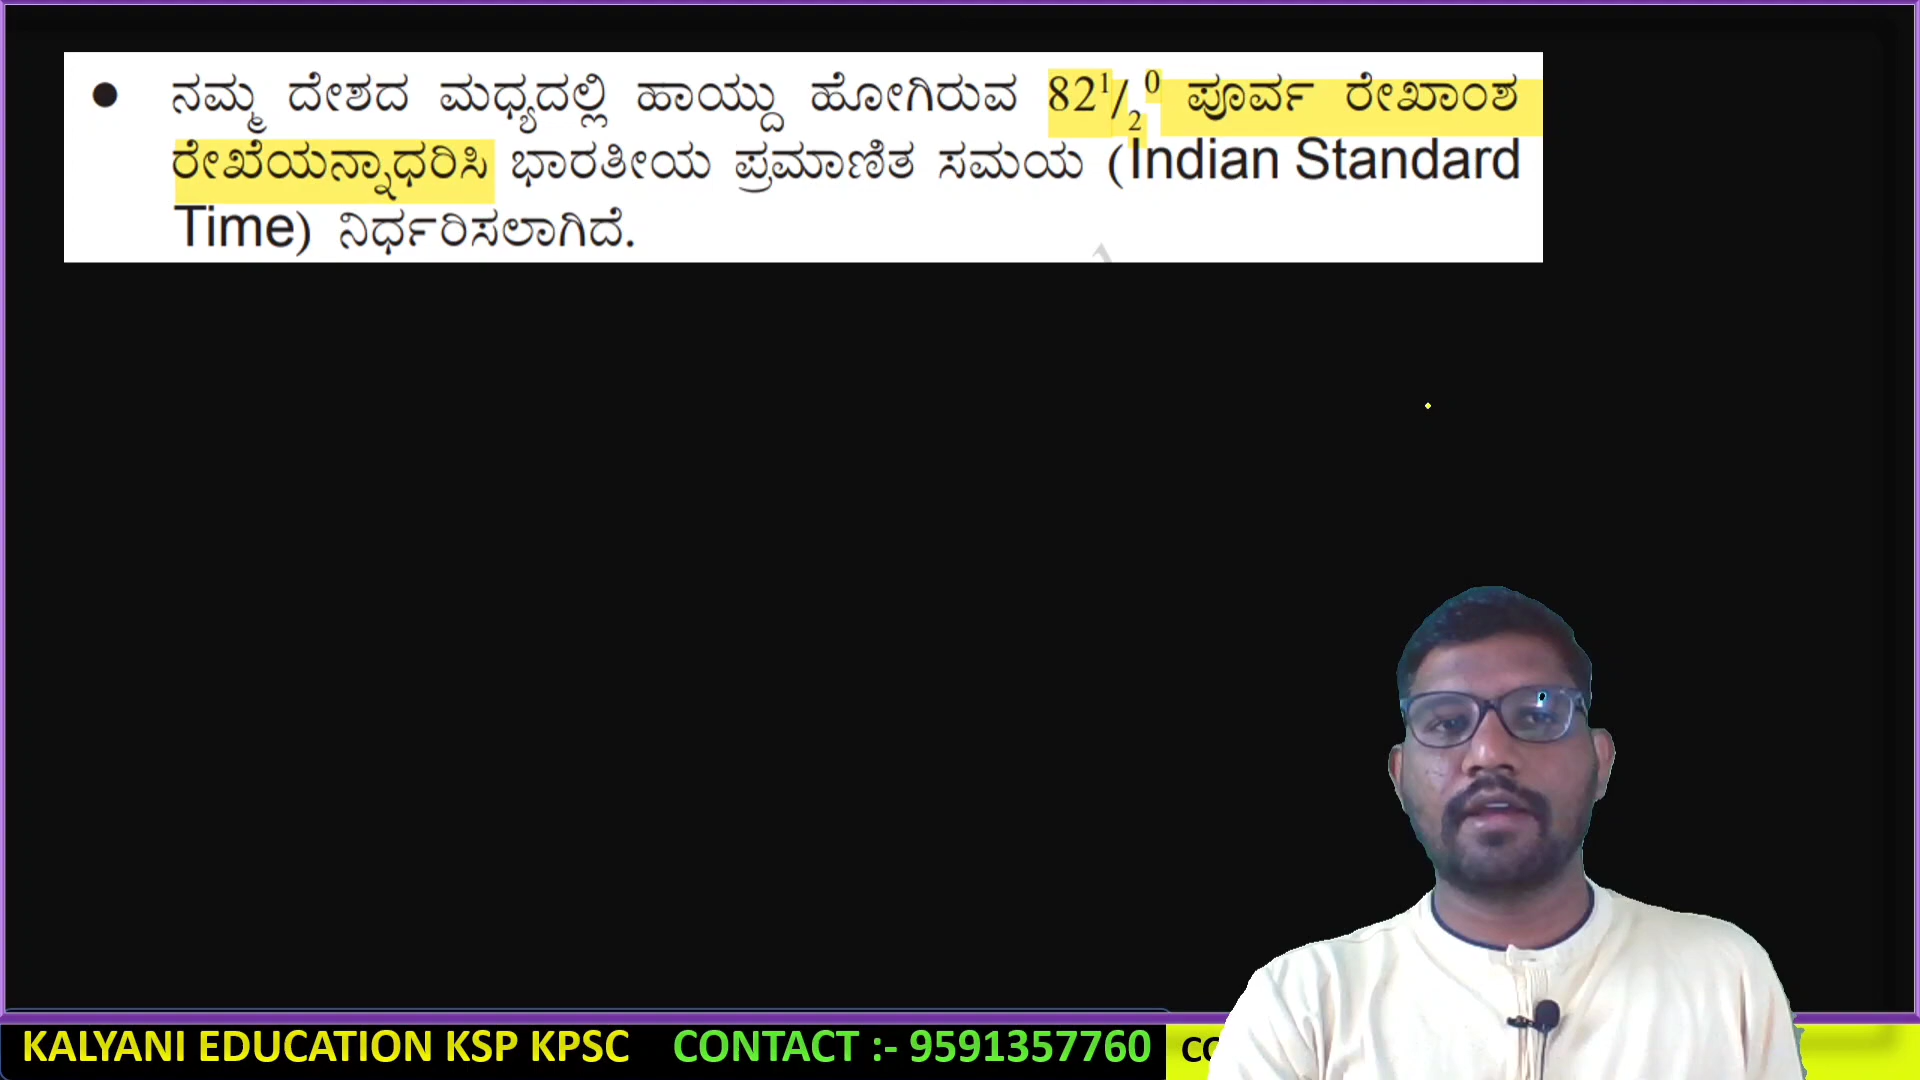 ● ನಮ್ಮ ದೇಶದ ಮಧ್ಯದಲ್ಲಿ ಹಾಯ್ದು ಹೋಗಿರುವ 82¹/₂⁰ ಪೂರ್ವ ರೇಖಾಂಶ
ರೇಖೆಯನ್ನಾಧರಿಸಿ ಭಾರತೀಯ ಪ್ರಮಾಣಿತ ಸಮಯ (Indian Standard
Time) ನಿರ್ಧರಿಸಲಾಗಿದೆ.
KALYANI EDUCATION KSP KPSC CONTACT :- 9591357760